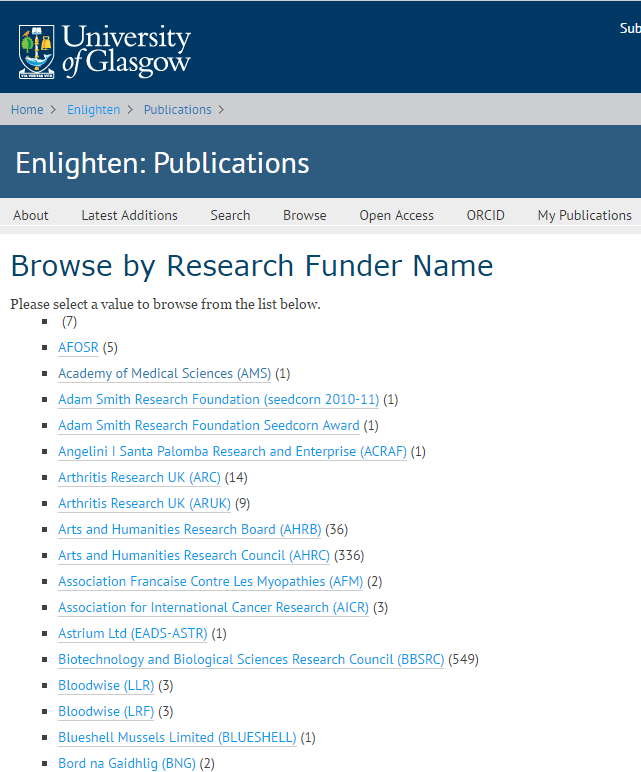 Sub
University
of Glasgow
VIA VERITAS VITA
Home > Enlighten > Publications >
Enlighten: Publications
About Latest Additions Search Browse Open Access ORCID My Publications
Browse by Research Funder Name
Please select a value to browse from the list below.
(7)
AFOSR (5)
Academy of Medical Sciences (AMS) (1)
Adam Smith Research Foundation (seedcorn 2010-11) (1)
Adam Smith Research Foundation Seedcorn Award (1)
Angelini I Santa Palomba Research and Enterprise (ACRAF) (1)
Arthritis Research UK (ARC) (14)
Arthritis Research UK (ARUK) (9)
Arts and Humanities Research Board (AHRB) (36)
Arts and Humanities Research Council (AHRC) (336)
Association Francaise Contre Les Myopathies (AFM) (2)
Association for International Cancer Research (AICR) (3)
Astrium Ltd (EADS-ASTR) (1)
Biotechnology and Biological Sciences Research Council (BBSRC) (549)
Bloodwise (LLR) (3)
Bloodwise (LRF) (3)
Blueshell Mussels Limited (BLUESHELL) (1)
Bord na Gaidhlig (BNG) (2)